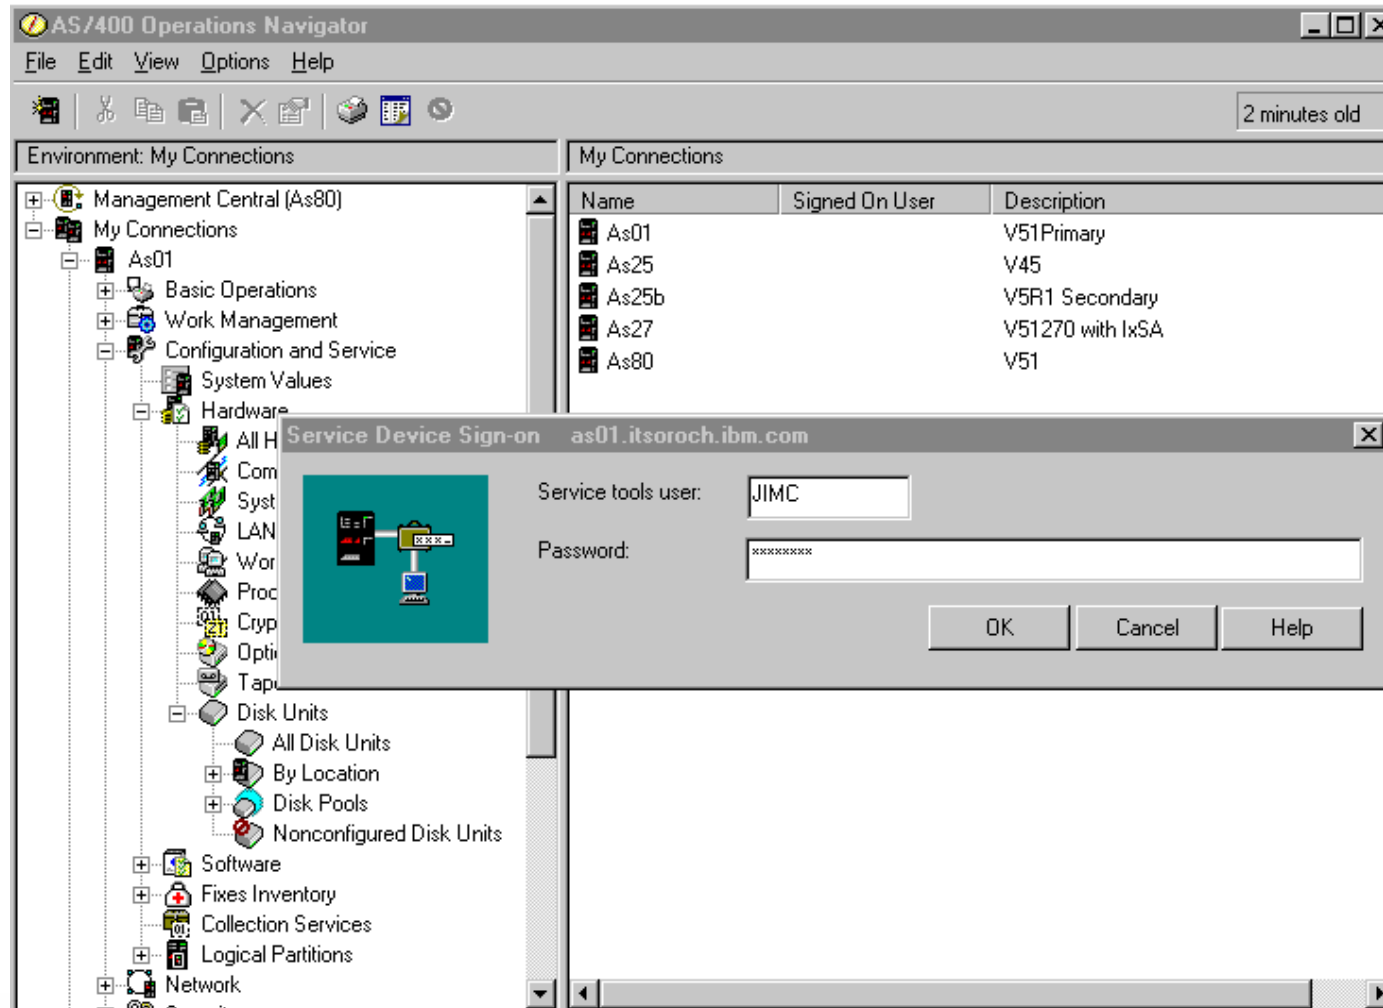 AS/400 Operations Navigator
File Edit View Options Help
2 minutes old
Environment: My Connections
My Connections
Management Central (As80)
My Connections
As01
Basic Operations
Work Management
Configuration and Service
System Values
Hardware
All H
Com
Syst
LAN
Wor
Proc
Cryp
Opti
Tape
Disk Units
All Disk Units
By Location
Disk Pools
Nonconfigured Disk Units
Software
Fixes Inventory
Collection Services
Logical Partitions
Network
Name Signed On User Description
As01 V51Primary
As25 V45
As25b V5R1 Secondary
As27 V51270 with IxSA
As80 V51
Service Device Sign-on as01.itsoroch.ibm.com
Service tools user: JIMC
Password: xxxxxxxx
OK Cancel Help